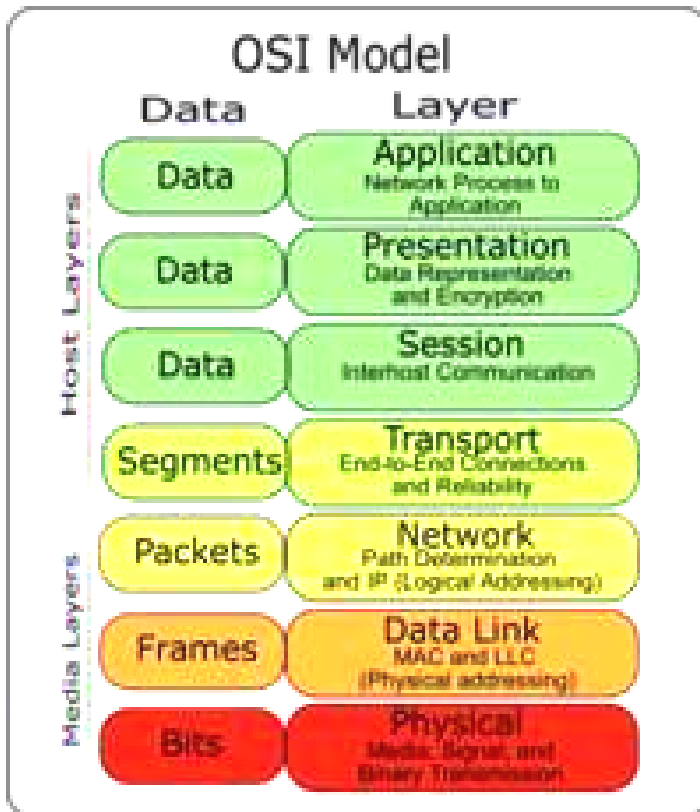 OSI Model
Data Layer
Host Layers
Data
Application
Network Process to
Application
Data
Presentation
Data Representation
and Encryption
Data
Session
Interhost Communication
Segments
Transport
End-to-End Connections
and Reliability
Media Layers
Packets
Network
Path Determination
and IP (Logical Addressing)
Frames
Data Link
MAC and LLC
(Physical addressing)
Bits
Physical
Media, Signal, and
Binary Transmission